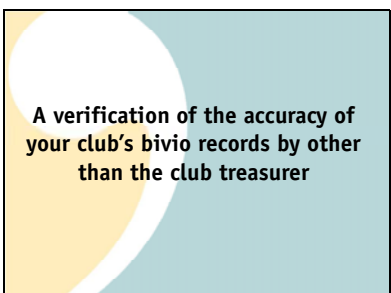 A verification of the accuracy of
your club's bivio records by other
than the club treasurer